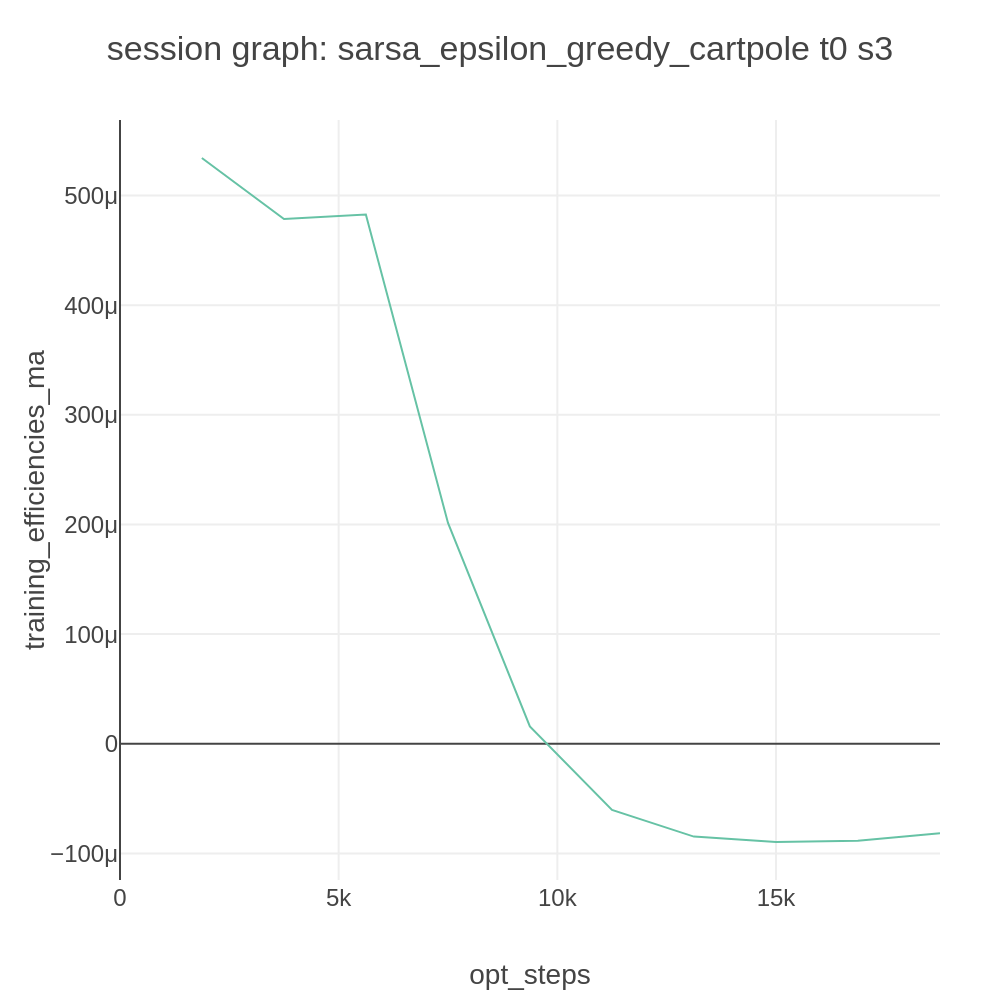 session graph: sarsa_epsilon_greedy_cartpole t0 s3
training_efficiencies_ma
500μ
400μ
300μ
200μ
100μ
0
−100μ
0
5k
10k
15k
opt_steps